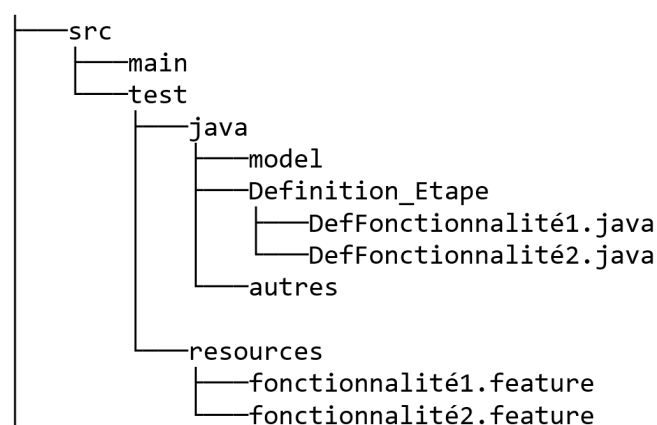 src
main
test
java
model
Definition_Etape
DefFonctionnalité1.java
DefFonctionnalité2.java
autres
resources
fonctionnalité1.feature
fonctionnalité2.feature